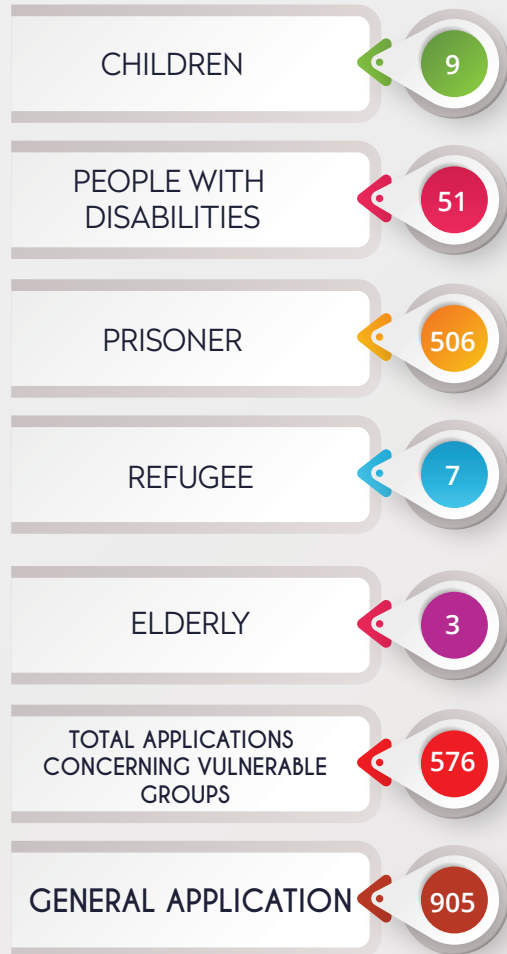 CHILDREN
9
PEOPLE WITH
DISABILITIES
51
PRISONER
506
REFUGEE
7
ELDERLY
3
TOTAL APPLICATIONS
CONCERNING VULNERABLE
GROUPS
576
GENERAL APPLICATION
905